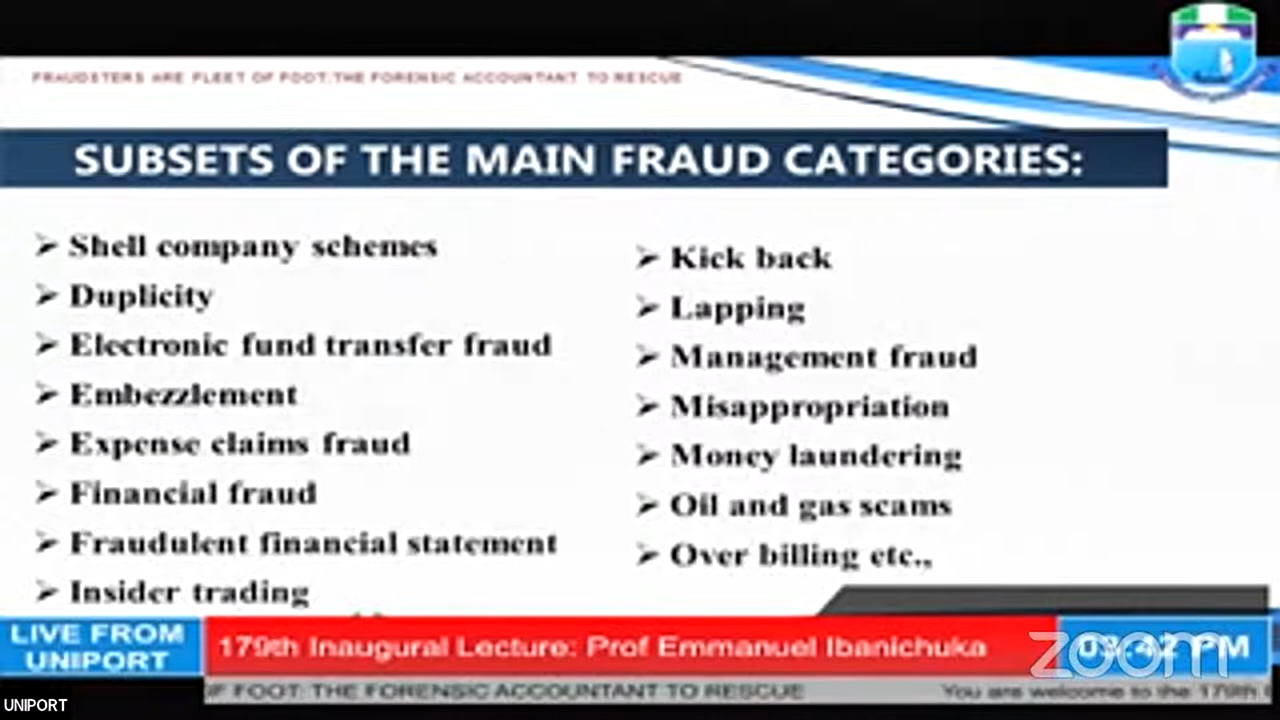 FRAUDSTERS ARE FLEET OF FOOT:THE FORENSIC ACCOUNTANT TO RESCUE
SUBSETS OF THE MAIN FRAUD CATEGORIES:
➢ Shell company schemes
➢ Duplicity
➢ Electronic fund transfer fraud
➢ Embezzlement
➢ Expense claims fraud
➢ Financial fraud
➢ Fraudulent financial statement
➢ Insider trading
➢ Kick back
➢ Lapping
➢ Management fraud
➢ Misappropriation
➢ Money laundering
➢ Oil and gas scams
➢ Over billing etc.,
LIVE FROM
UNIPORT
179th Inaugural Lecture: Prof Emmanuel Ibanichuka
03:42 PM
zoom
OF FOOT: THE FORENSIC ACCOUNTANT TO RESCUE
You are welcome to the 179th
UNIPORT